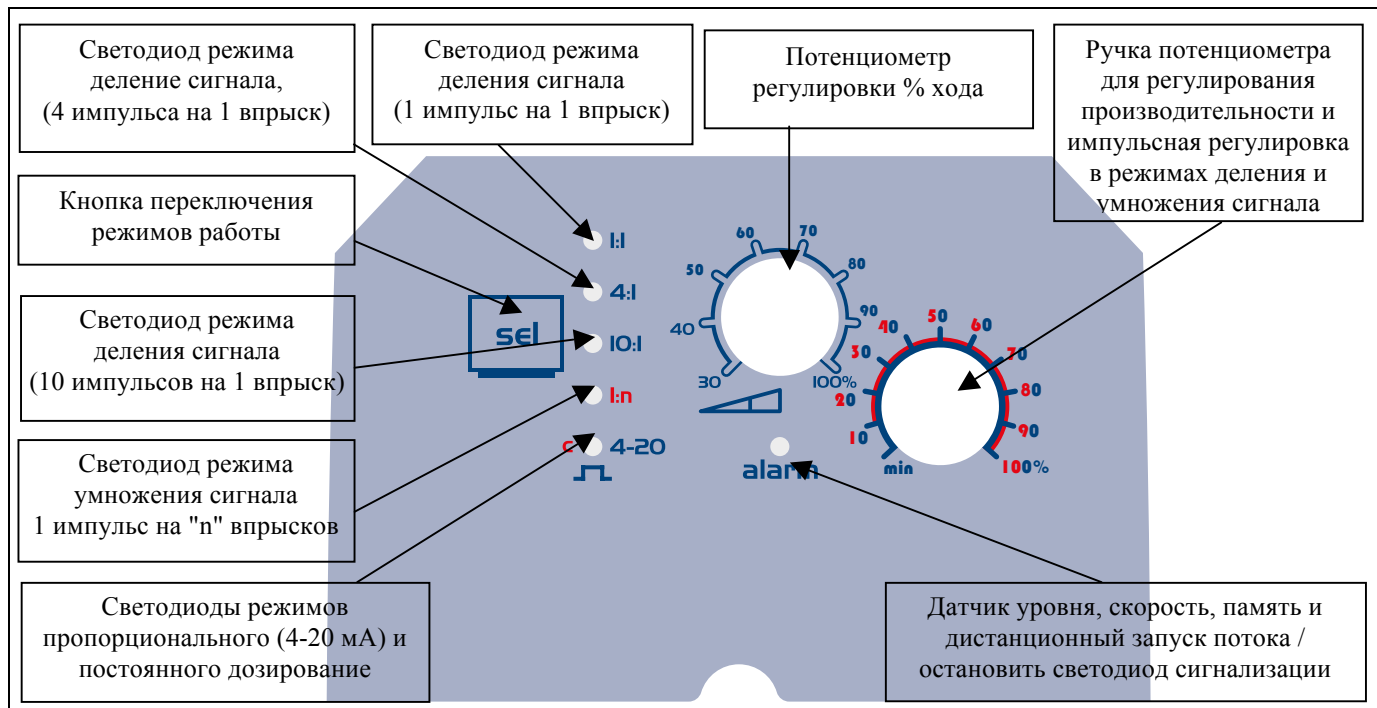 Светодиод режима
деление сигнала,
(4 импульса на 1 впрыск)
Светодиод режима
деления сигнала
(1 импульс на 1 впрыск)
Потенциометр
регулировки % хода
Ручка потенциометра
для регулирования
производительности и
импульсная регулировка
в режимах деления и
умножения сигнала
Кнопка переключения
режимов работы
Светодиод режима
деления сигнала
(10 импульсов на 1 впрыск)
Светодиод режима
умножения сигнала
1 импульс на "n" впрысков
Светодиоды режимов
пропорционального (4-20 мА) и
постоянного дозирование
sel
1:1
4:1
10:1
1:n
c 4-20
30
40
50
60
70
80
90
100%
alarm
min
10
20
30
40
50
60
70
80
90
100%
Датчик уровня, скорость, память и
дистанционный запуск потока /
остановить светодиод сигнализации